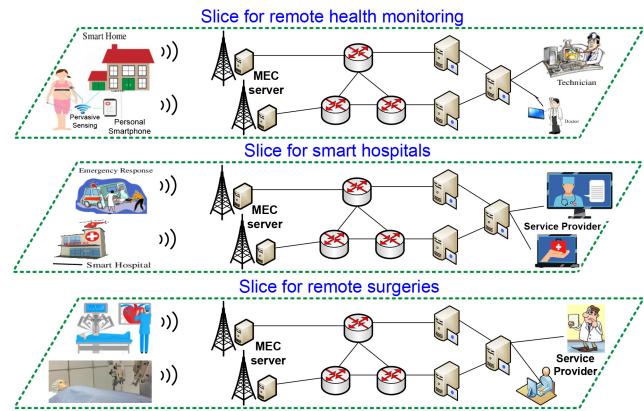 Slice for remote health monitoring
Smart Home
MEC
server
Pervasive
Sensing
Personal
Smartphone
Technician
Doctor
Slice for smart hospitals
Emergency Response
MEC
server
Service Provider
Smart Hospital
Slice for remote surgeries
MEC
server
Service
Provider